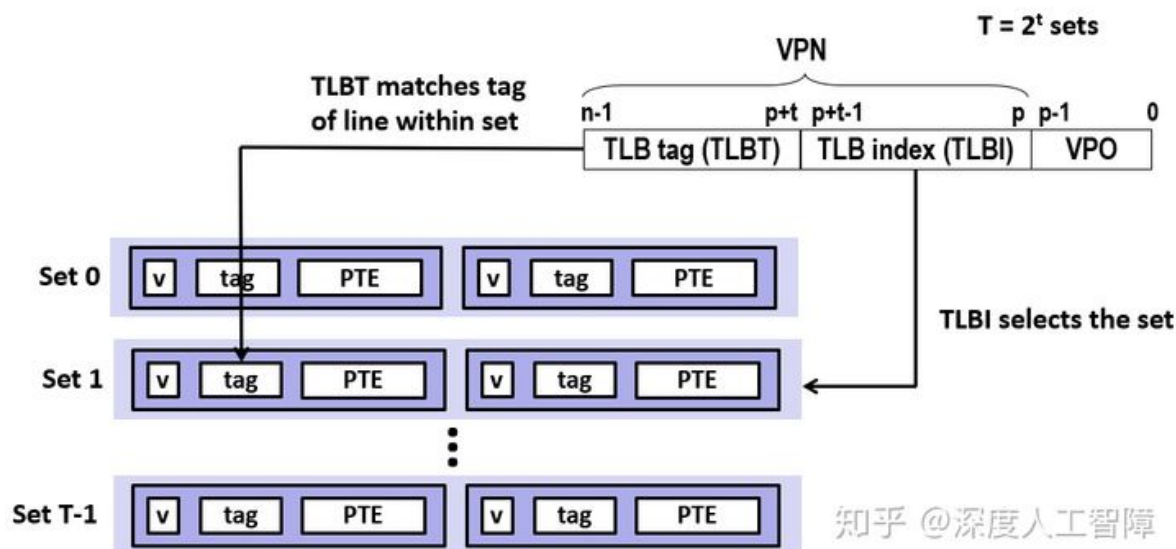 T = 2^t sets
VPN
TLBT matches tag
of line within set
n-1 p+t p+t-1 p p-1 0
TLB tag (TLBT) TLB index (TLBI) VPO
Set 0 v tag PTE v tag PTE
TLBI selects the set
Set 1 v tag PTE v tag PTE
Set T-1 v tag PTE v tag PTE
知乎 @深度人工智障